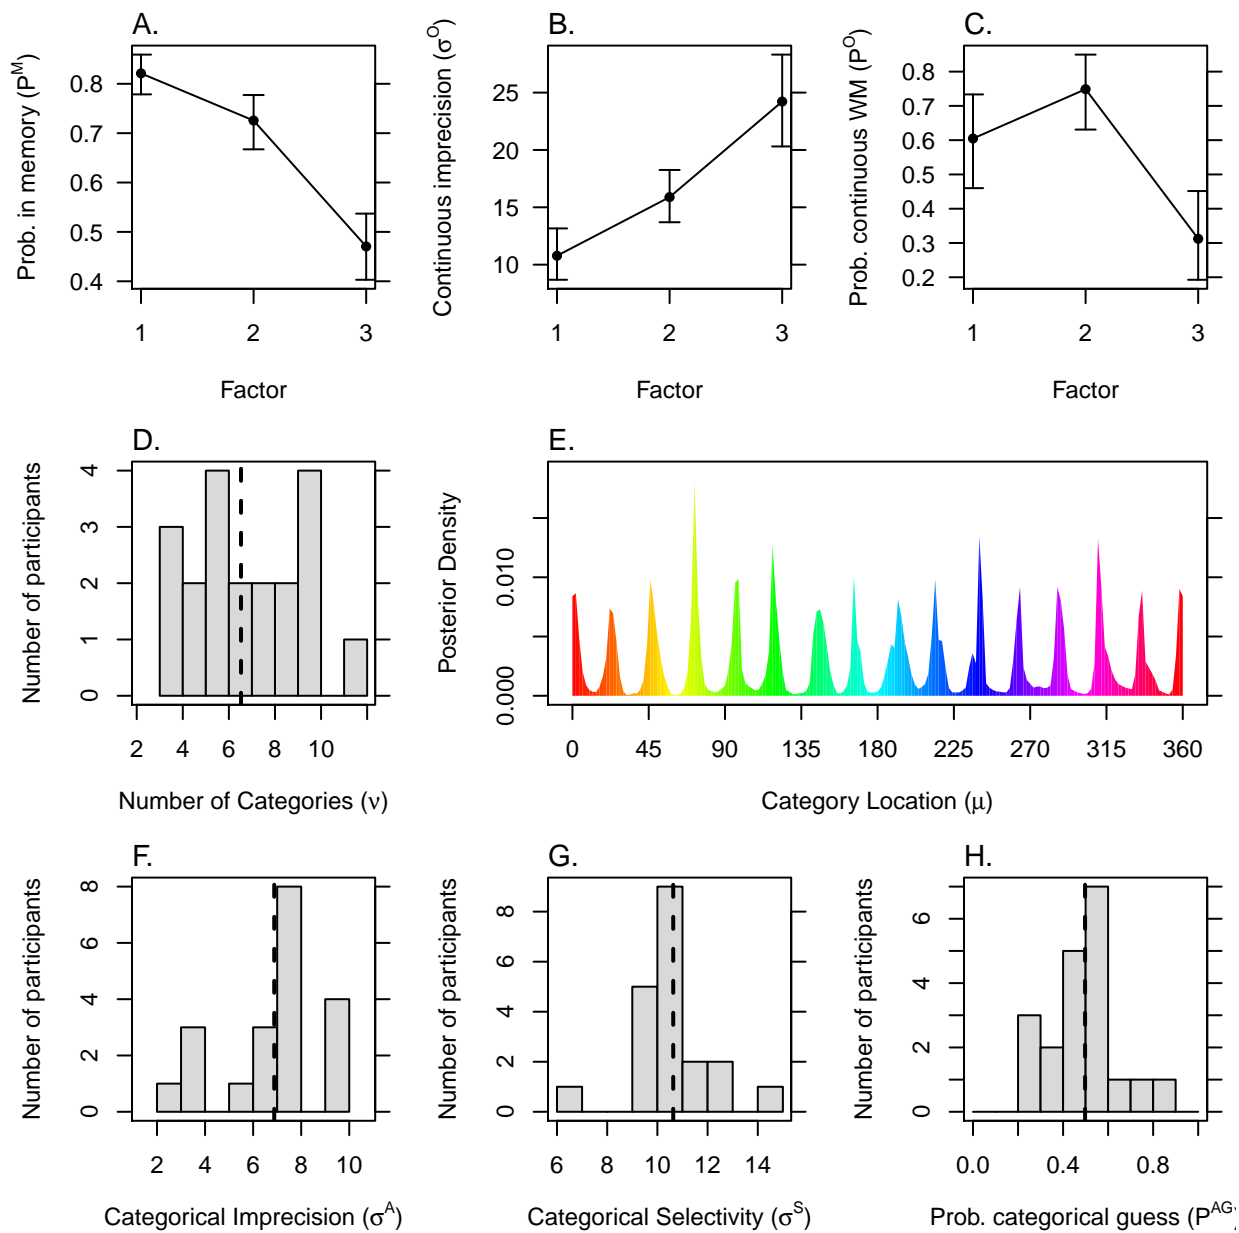 A.
Prob. in memory (P^M)
0.4 0.5 0.6 0.7 0.8
1 2 3
Factor
B.
Continuous imprecision (σ^O)
10 15 20 25
1 2 3
Factor
C.
Prob. continuous WM (P^O)
0.2 0.3 0.4 0.5 0.6 0.7 0.8
1 2 3
Factor
D.
Number of participants
0 1 2 3 4
2 4 6 8 10
Number of Categories (ν)
E.
Posterior Density
0.000 0.010
0 45 90 135 180 225 270 315 360
Category Location (μ)
F.
Number of participants
0 2 4 6 8
2 4 6 8 10
Categorical Imprecision (σ^A)
G.
Number of participants
0 2 4 6 8
6 8 10 12 14
Categorical Selectivity (σ^S)
H.
Number of participants
0 2 4 6
0.0 0.4 0.8
Prob. categorical guess (P^AG)